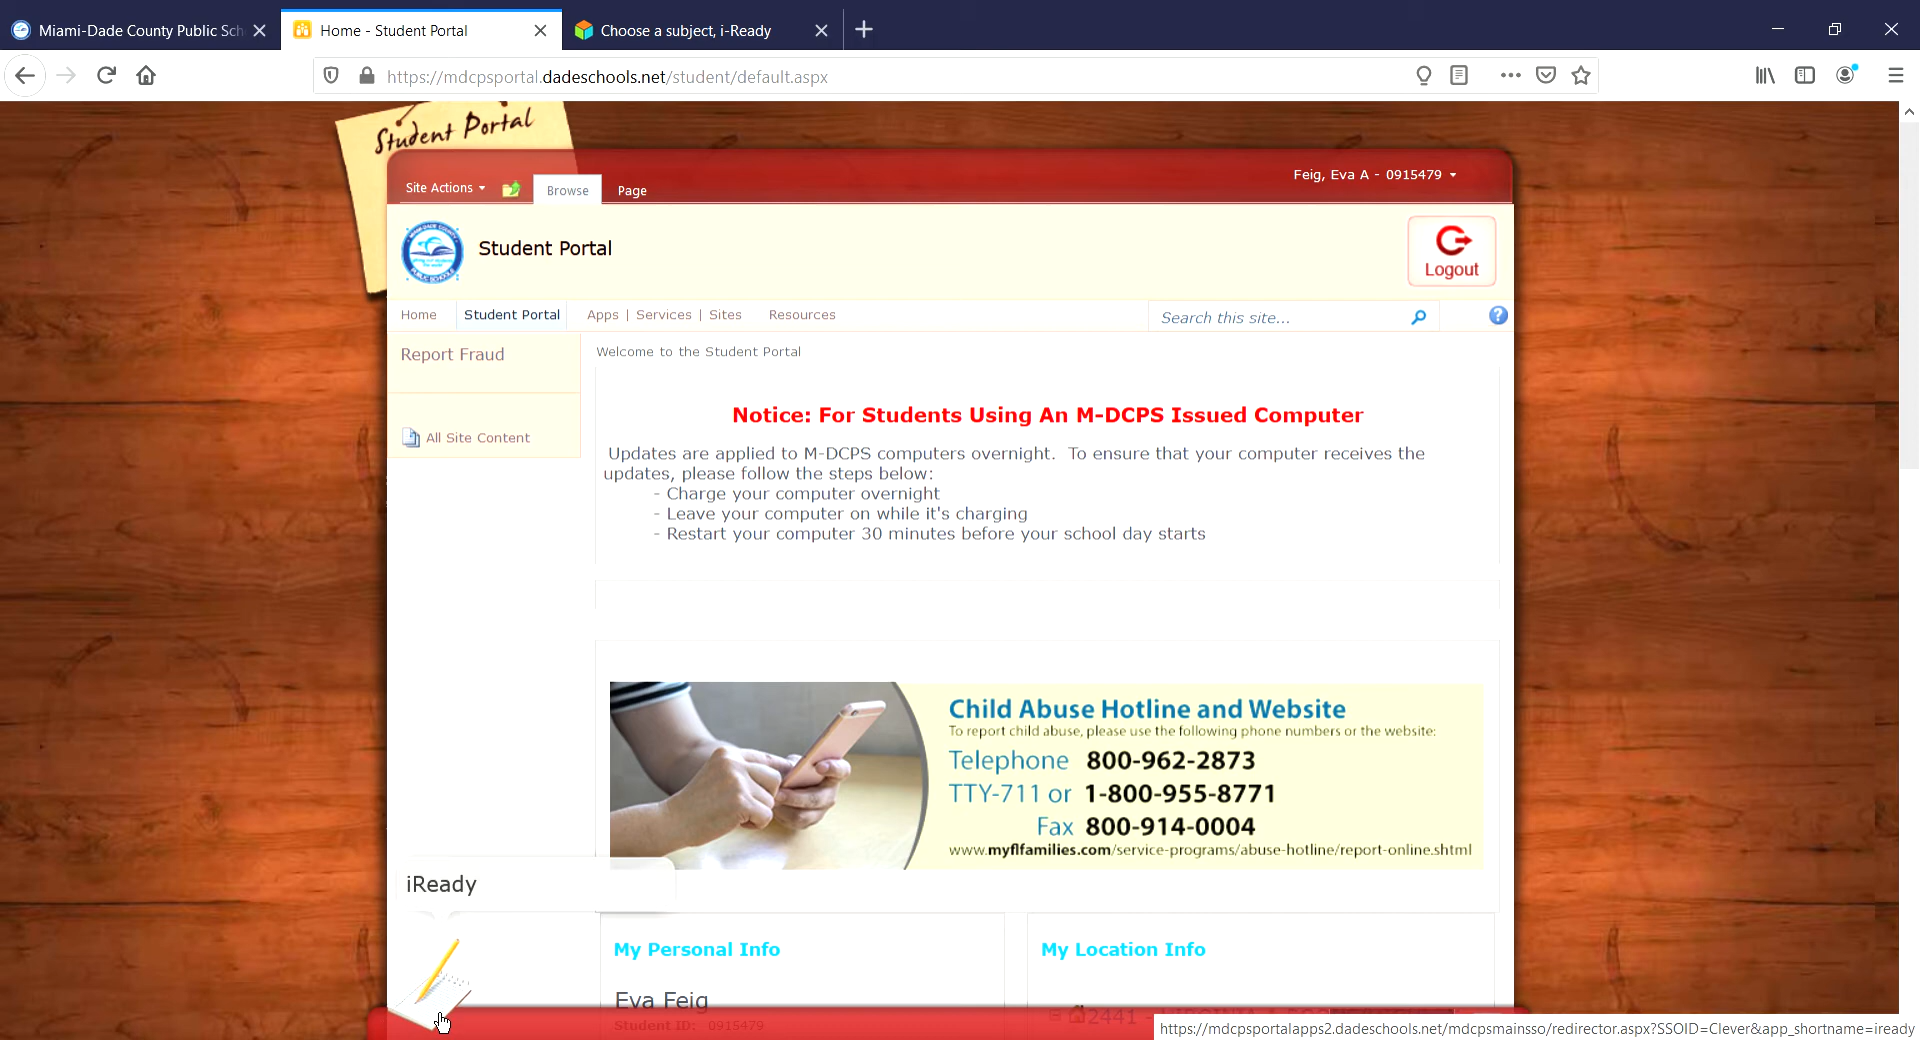 Miami-Dade County Public Sch
Home - Student Portal
Choose a subject, i-Ready
https://mdcpsportal.dadeschools.net/student/default.aspx
Student Portal
Site Actions
Browse
Page
Feig, Eva A - 0915479
Student Portal
Logout
Home
Student Portal
Apps | Services | Sites
Resources
Search this site...
Report Fraud
All Site Content
Welcome to the Student Portal
Notice: For Students Using An M-DCPS Issued Computer
Updates are applied to M-DCPS computers overnight. To ensure that your computer receives the
updates, please follow the steps below:
- Charge your computer overnight
- Leave your computer on while it's charging
- Restart your computer 30 minutes before your school day starts
Child Abuse Hotline and Website
To report child abuse, please use the following phone numbers or the website:
Telephone 800-962-2873
TTY-711 or 1-800-955-8771
Fax 800-914-0004
www.myflfamilies.com/service-programs/abuse-hotline/report-online.shtml
iReady
My Personal Info
My Location Info
Eva Feig
Student ID: 0915479
2441 -
https://mdcpsportalapps2.dadeschools.net/mdcpsmainsso/redirector.aspx?SSOID=Clever&app_shortname=iready